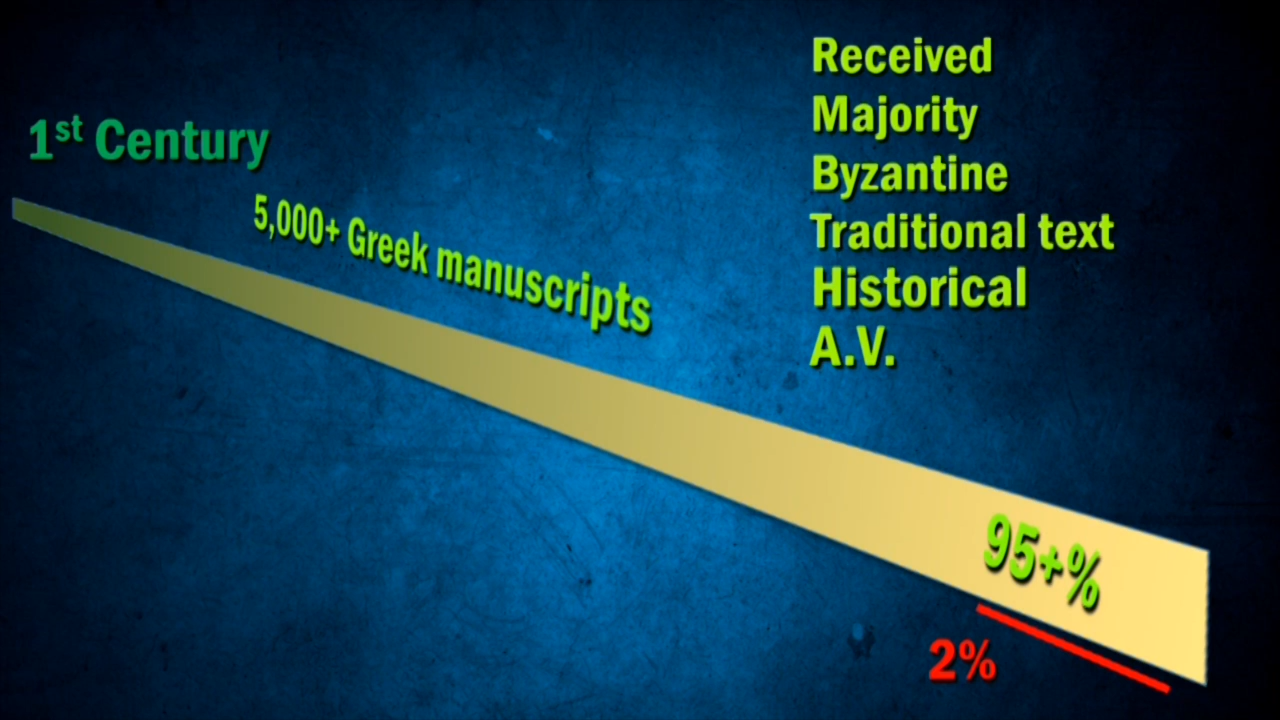 Received
Majority
Byzantine
Traditional text
Historical
A.V.
1st Century
5,000+ Greek manuscripts
95+%
2%